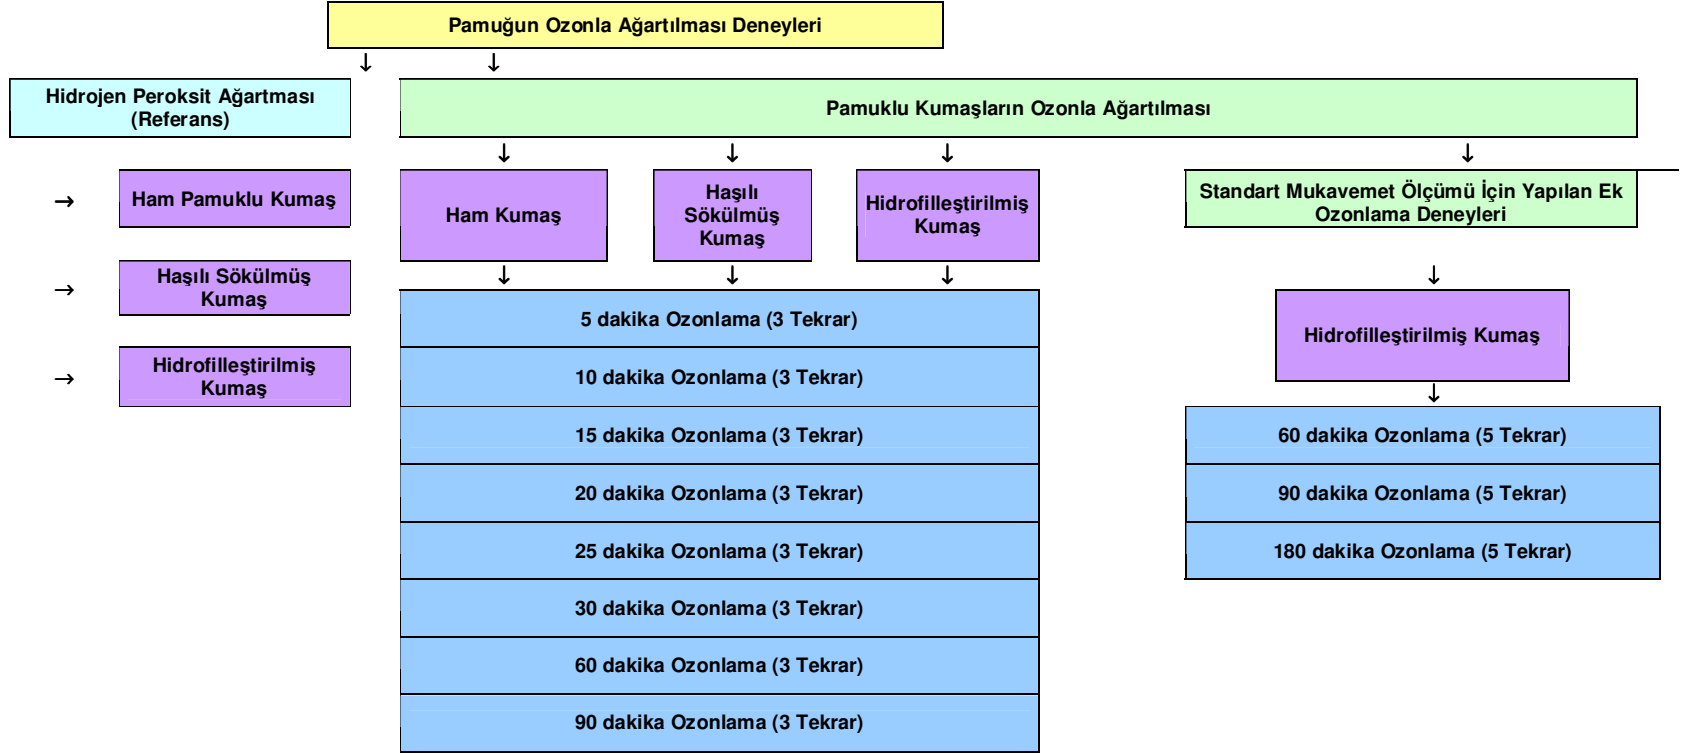 Pamuğun Ozonla Ağartılması Deneyleri
Hidrojen Peroksit Ağartması
(Referans)
Pamuklu Kumaşların Ozonla Ağartılması
Ham Pamuklu Kumaş
Haşılı Sökülmüş
Kumaş
Hidrofilleştirilmiş
Kumaş
Ham Kumaş
Haşılı
Sökülmüş
Kumaş
Hidrofilleştirilmiş
Kumaş
5 dakika Ozonlama (3 Tekrar)
10 dakika Ozonlama (3 Tekrar)
15 dakika Ozonlama (3 Tekrar)
20 dakika Ozonlama (3 Tekrar)
25 dakika Ozonlama (3 Tekrar)
30 dakika Ozonlama (3 Tekrar)
60 dakika Ozonlama (3 Tekrar)
90 dakika Ozonlama (3 Tekrar)
Standart Mukavemet Ölçümü İçin Yapılan Ek
Ozonlama Deneyleri
Hidrofilleştirilmiş Kumaş
60 dakika Ozonlama (5 Tekrar)
90 dakika Ozonlama (5 Tekrar)
180 dakika Ozonlama (5 Tekrar)